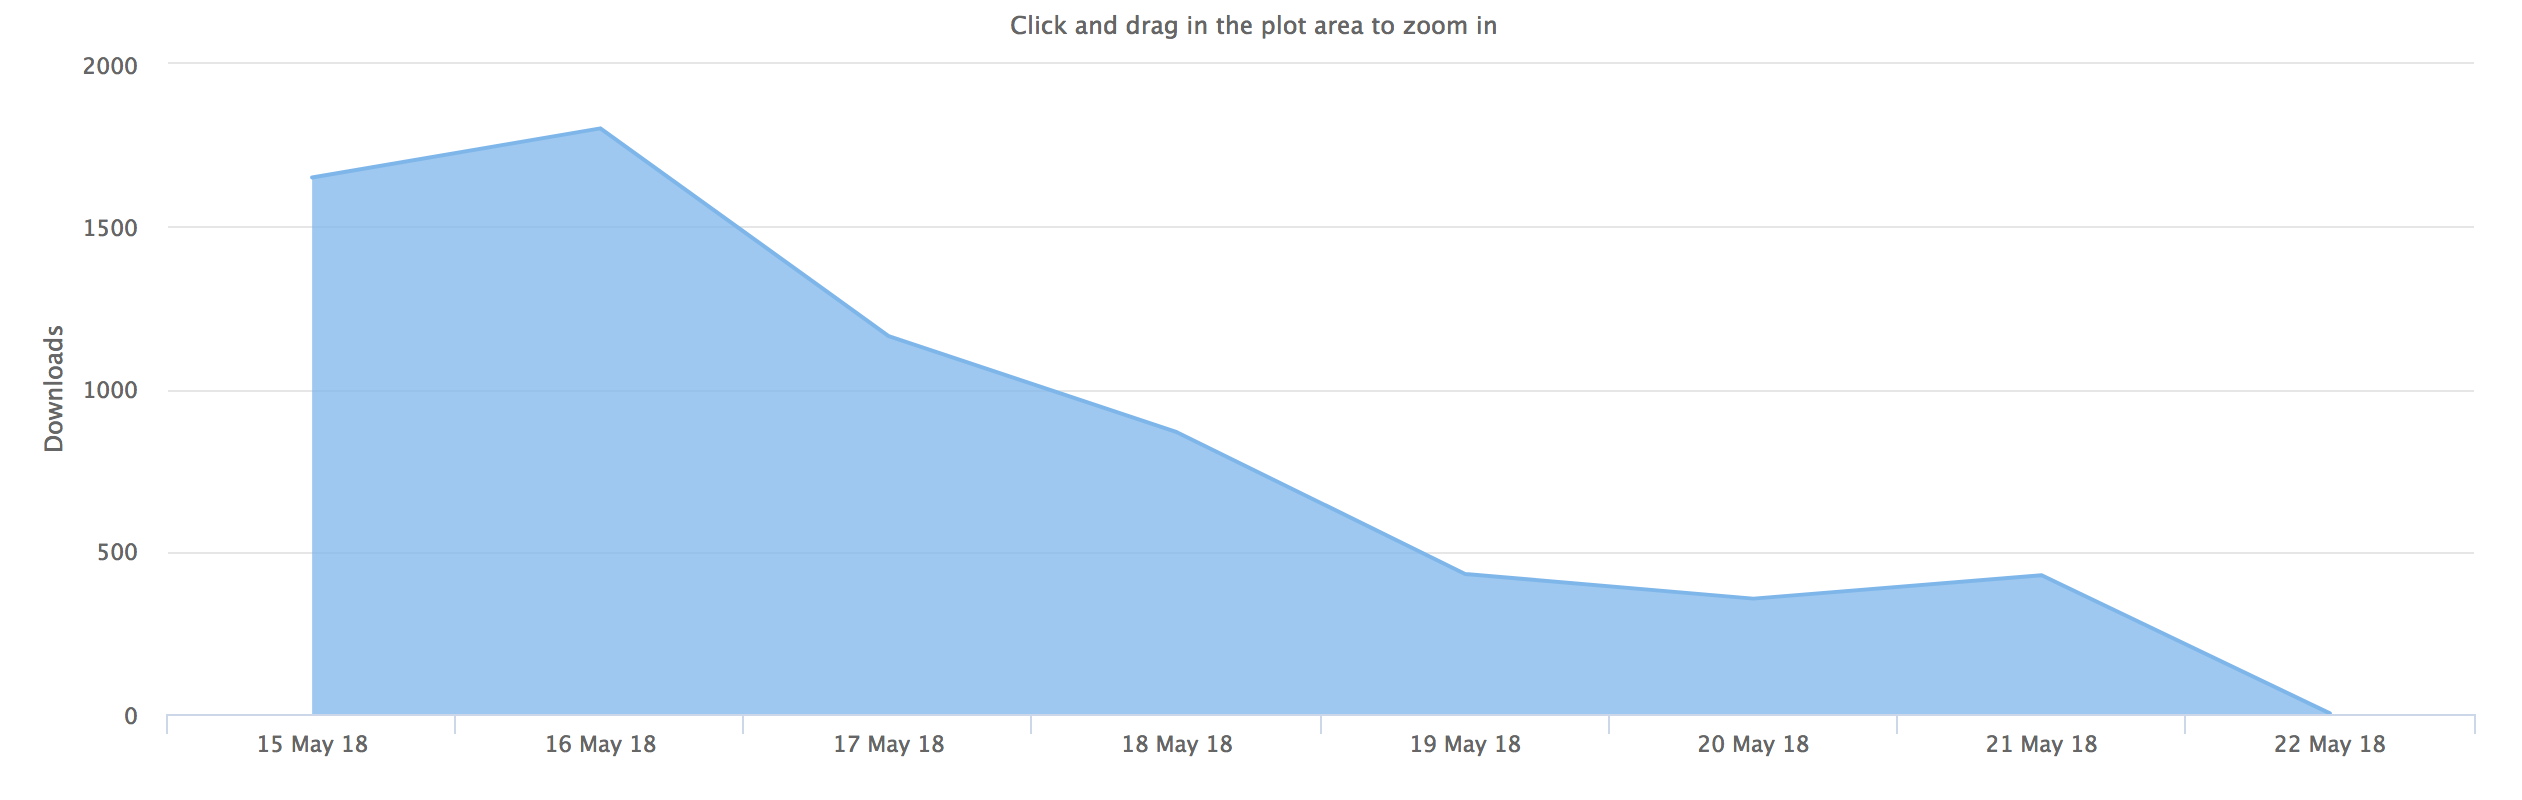 Click and drag in the plot area to zoom in
2000
1500
1000
500
0
Downloads
15 May 18
16 May 18
17 May 18
18 May 18
19 May 18
20 May 18
21 May 18
22 May 18